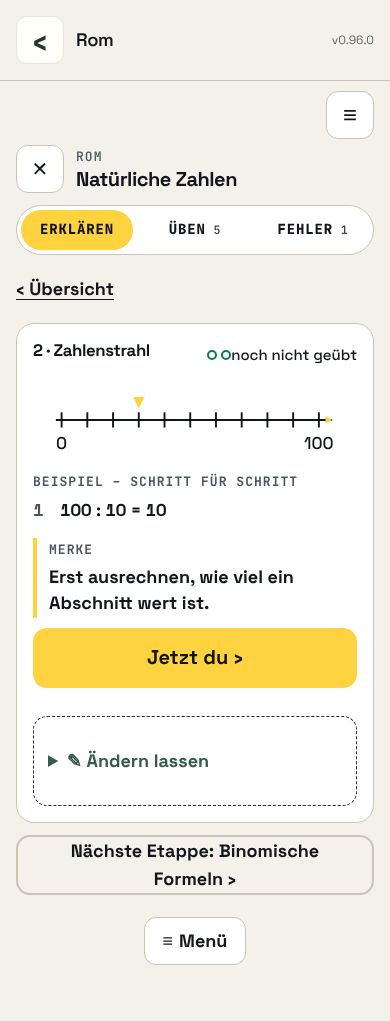 < Rom v0.96.0
≡
✕ ROM
Natürliche Zahlen
ERKLÄREN ÜBEN 5 FEHLER 1
< Übersicht
2 · Zahlenstrahl noch nicht geübt
0 100
BEISPIEL – SCHRITT FÜR SCHRITT
1 100 : 10 = 10
MERKE
Erst ausrechnen, wie viel ein
Abschnitt wert ist.
Jetzt du >
▶ ✎ Ändern lassen
Nächste Etappe: Binomische
Formeln >
≡ Menü